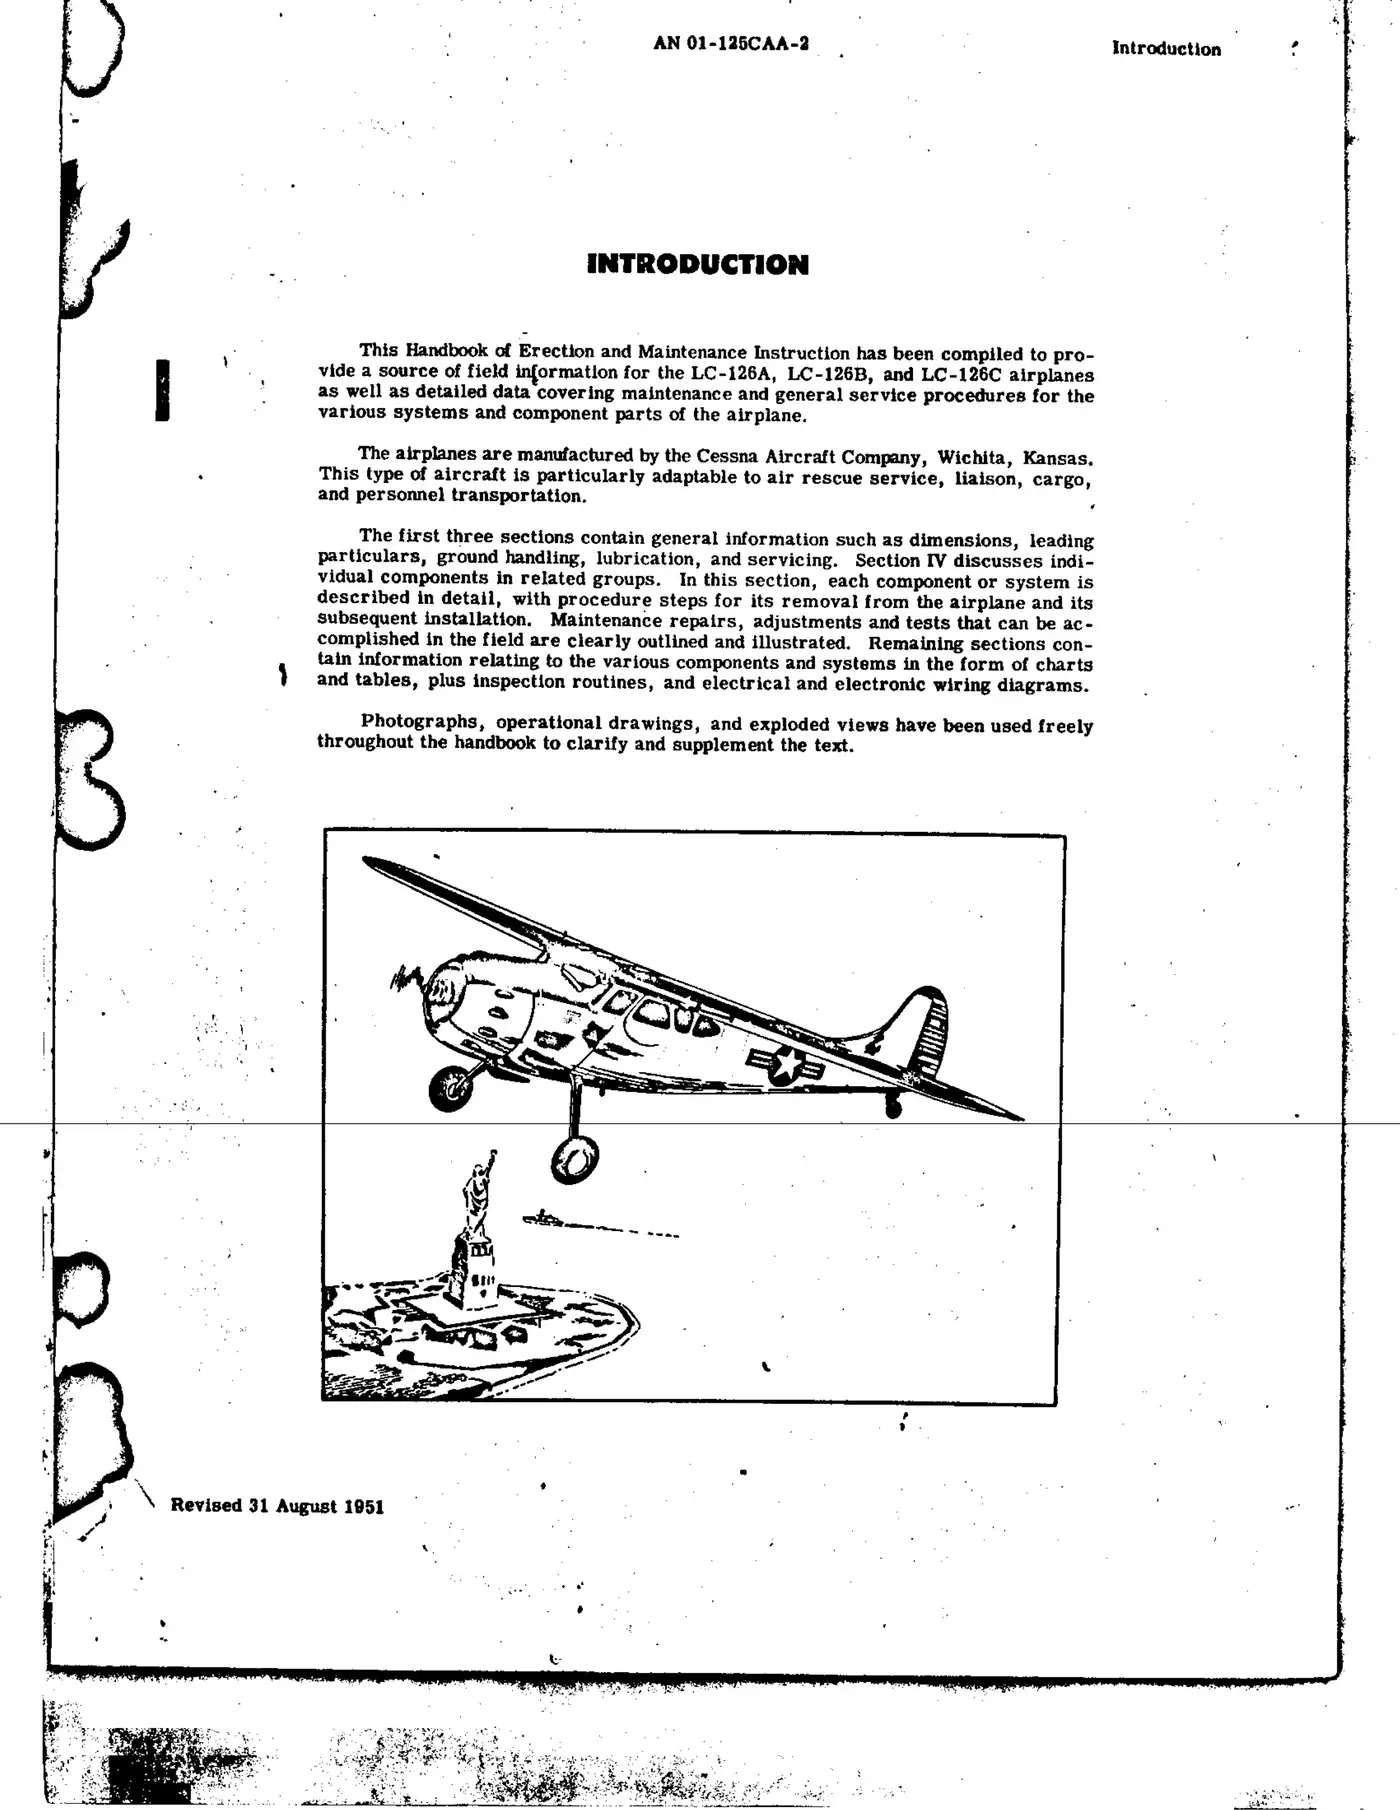 AN 01-125CAA-2
Introduction
INTRODUCTION
This Handbook of Erection and Maintenance Instruction has been compiled to pro-
vide a source of field information for the LC-126A, LC-126B, and LC-126C airplanes
as well as detailed data covering maintenance and general service procedures for the
various systems and component parts of the airplane.
The airplanes are manufactured by the Cessna Aircraft Company, Wichita, Kansas.
This type of aircraft is particularly adaptable to air rescue service, liaison, cargo,
and personnel transportation.
The first three sections contain general information such as dimensions, leading
particulars, ground handling, lubrication, and servicing. Section IV discusses indi-
vidual components in related groups. In this section, each component or system is
described in detail, with procedure steps for its removal from the airplane and its
subsequent installation. Maintenance repairs, adjustments and tests that can be ac-
complished in the field are clearly outlined and illustrated. Remaining sections con-
tain information relating to the various components and systems in the form of charts
and tables, plus inspection routines, and electrical and electronic wiring diagrams.
Photographs, operational drawings, and exploded views have been used freely
throughout the handbook to clarify and supplement the text.
Revised 31 August 1951